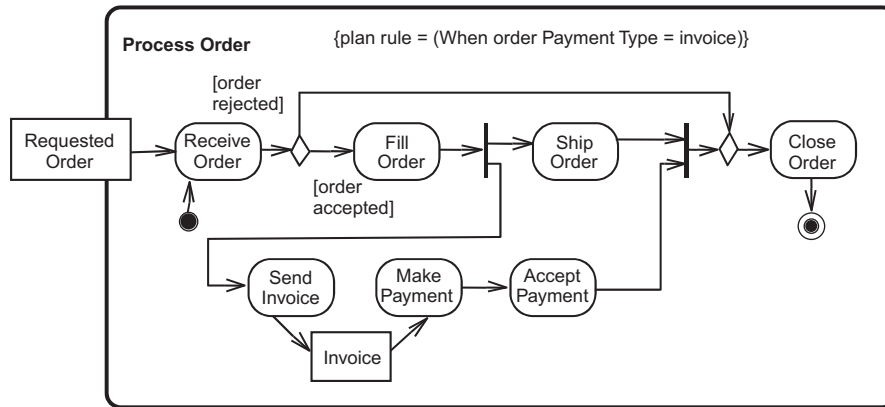 Process Order
{plan rule = (When order Payment Type = invoice)}
[order
rejected]
Requested
Order
Receive
Order
Fill
Order
Ship
Order
Close
Order
[order
accepted]
Send
Invoice
Make
Payment
Accept
Payment
Invoice